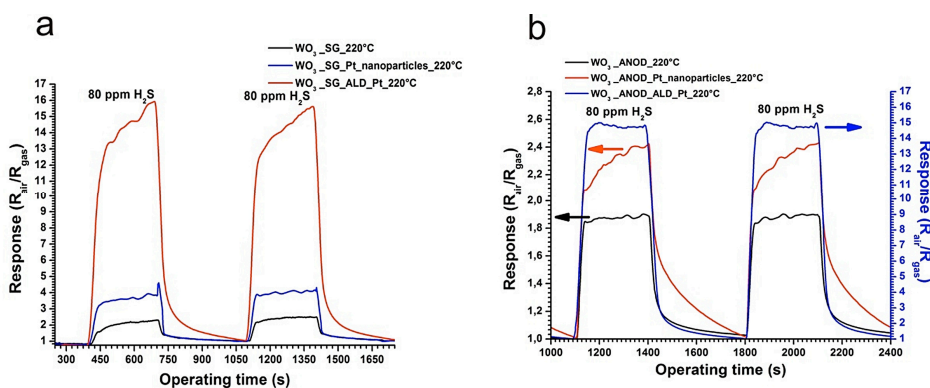 a
WO3_SG_220°C
WO3_SG_Pt_nanoparticles_220°C
WO3_SG_ALD_Pt_220°C
80 ppm H2S
80 ppm H2S
Response (Rair/Rgas)
17
16
15
14
13
12
11
10
9
8
7
6
5
4
3
2
1
300 450 600 750 900 1050 1200 1350 1500 1650
Operating time (s)
b
WO3_ANOD_220°C
WO3_ANOD_Pt_nanoparticles_220°C
WO3_ANOD_ALD_Pt_220°C
80 ppm H2S
80 ppm H2S
Response (Rair/Rgas)
2,8
2,6
2,4
2,2
2,0
1,8
1,6
1,4
1,2
1,0
17
15
14
13
12
11
10
9
8
7
6
5
4
3
2
1
Response (Rair/Rgas)
1000 1200 1400 1600 1800 2000 2200 2400
Operating time (s)